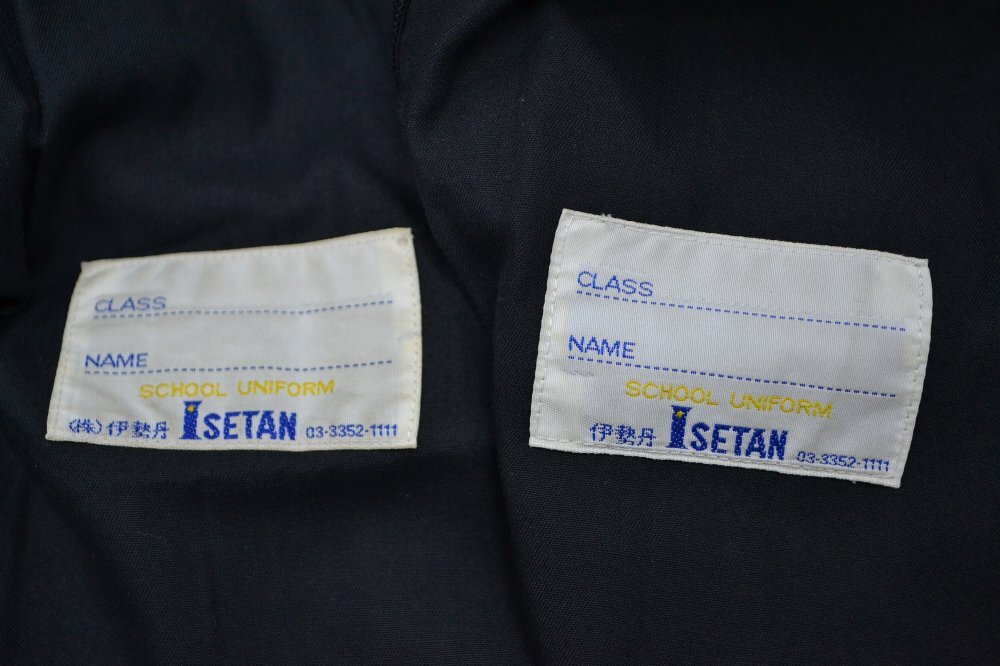 CLASS
NAME
SCHOOL UNIFORM
(株)伊勢丹 ISETAN 03-3352-1111
CLASS
NAME
SCHOOL UNIFORM
伊勢丹 ISETAN 03-3352-1111